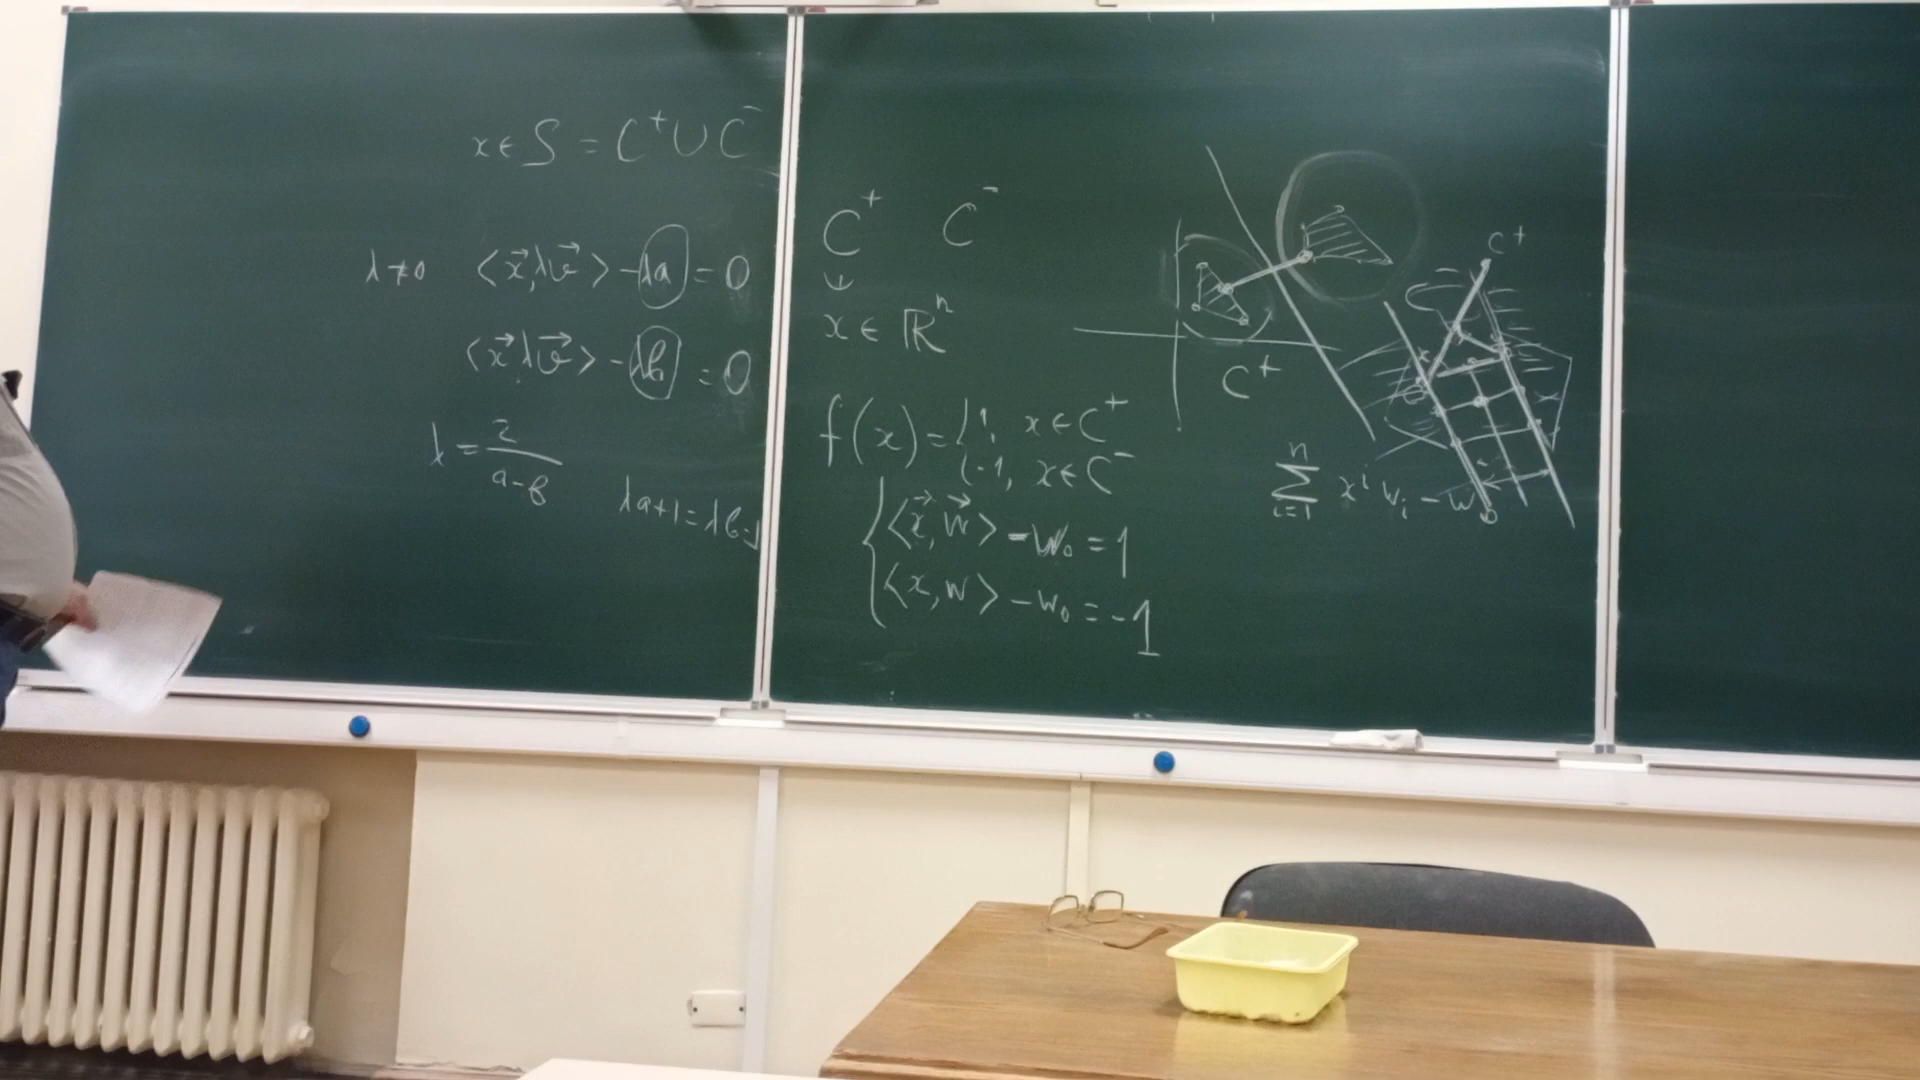 x ∈ S = C⁺ ∪ C⁻
λ ≠ 0 ⟨x⃗, λv⃗⟩ - λa = 0
⟨x⃗, λv⃗⟩ - λb = 0
λ = 2 / (a - b)
λa + 1 = λb - 1
C⁺ C⁻
x ∈ ℝⁿ
f(x) = { 1, x ∈ C⁺
-1, x ∈ C⁻
{ ⟨x⃗, w⃗⟩ - w₀ = 1
⟨x, w⟩ - w₀ = -1
C⁺
C⁺
n
∑ xⁱ wᵢ - w₀
i=1